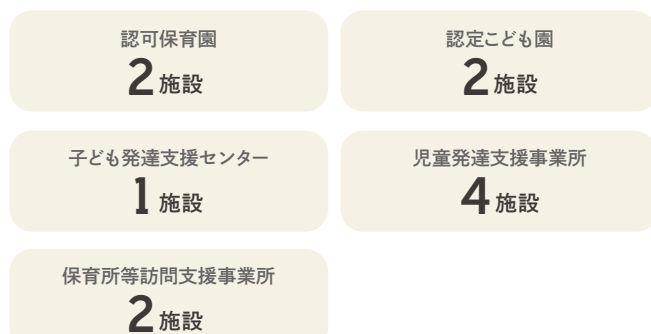 認可保育園
2施設
認定こども園
2施設
子ども発達支援センター
1施設
児童発達支援事業所
4施設
保育所等訪問支援事業所
2施設